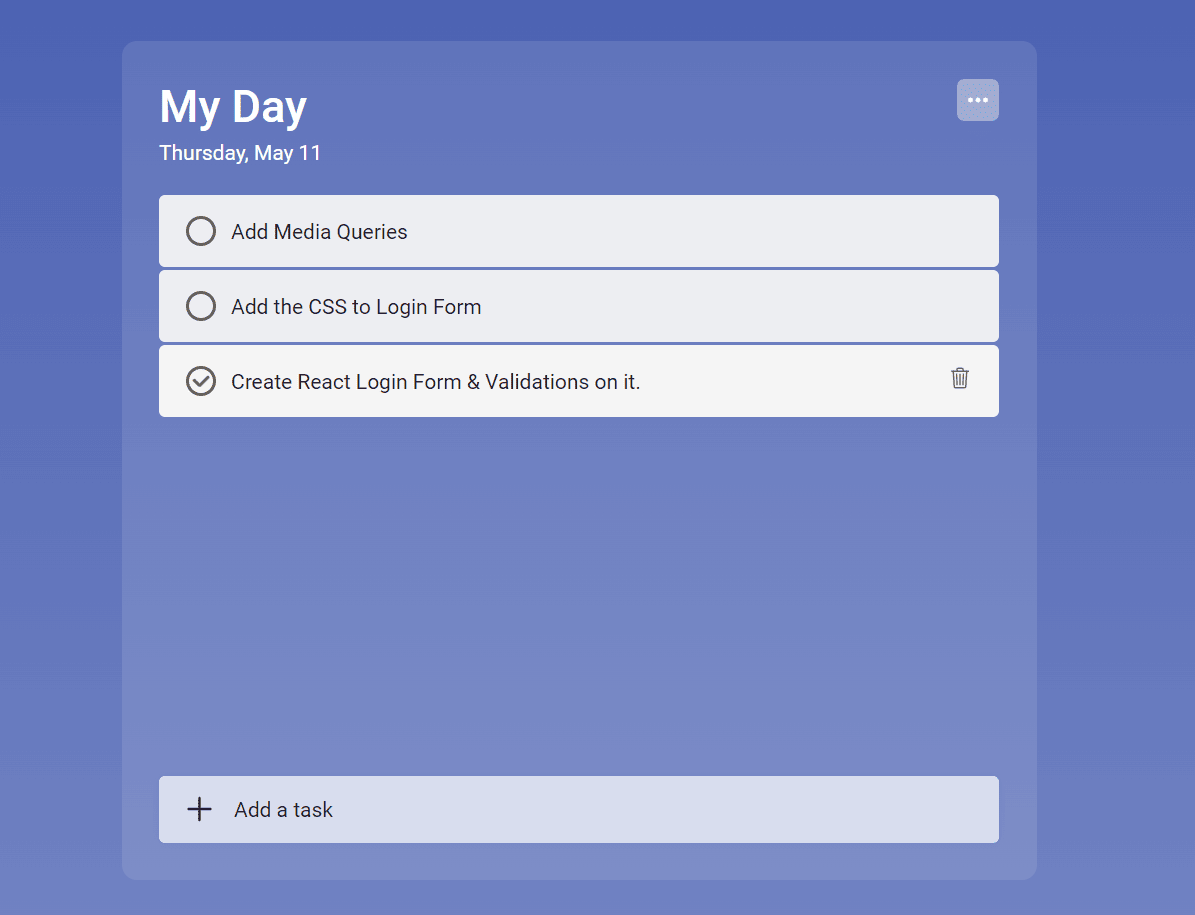 My Day
Thursday, May 11
Add Media Queries
Add the CSS to Login Form
Create React Login Form & Validations on it.
Add a task